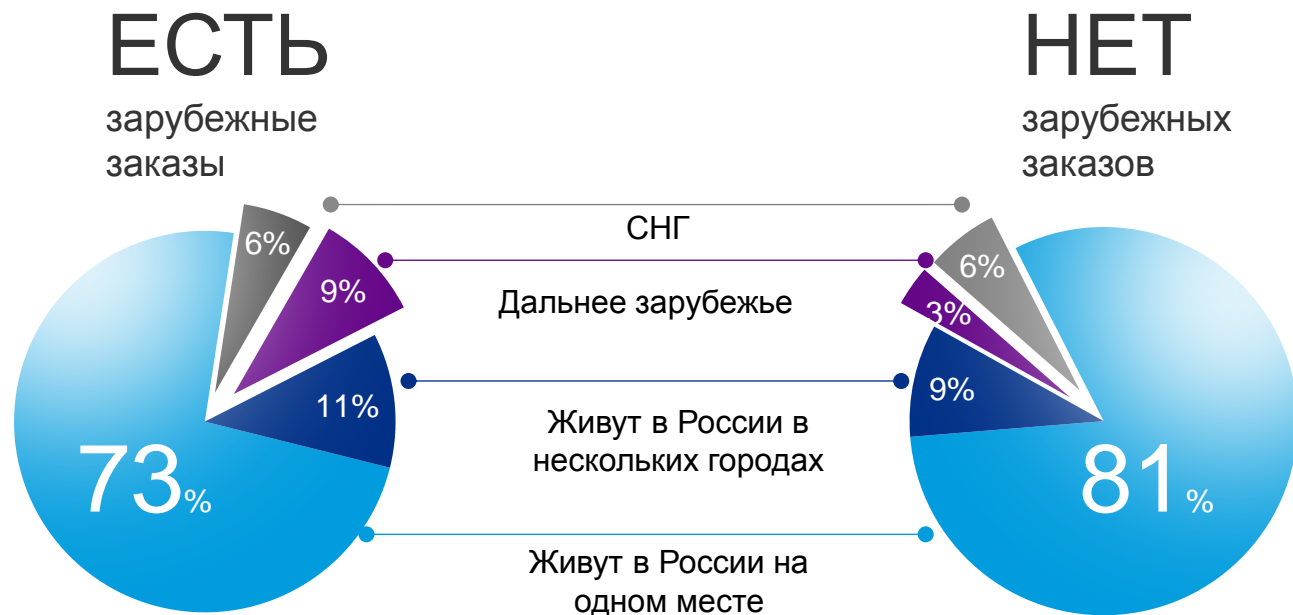 ЕСТЬ
зарубежные
заказы
НЕТ
зарубежных
заказов
СНГ
Дальнее зарубежье
Живут в России в
нескольких городах
Живут в России на
одном месте
6%
9%
11%
73%
6%
3%
9%
81%